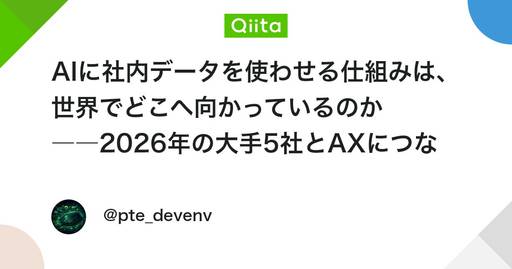 Qiita
AIに社内データを使わせる仕組みは、
世界でどこへ向かっているのか
――2026年の大手5社とAXにつな
@pte_devenv